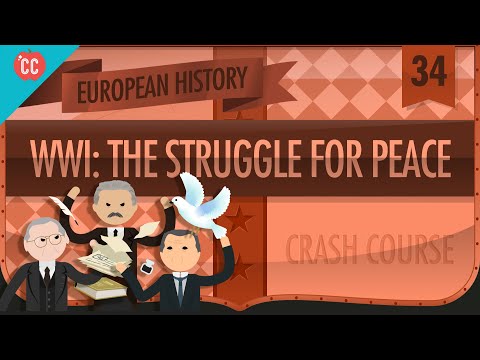 CC
EUROPEAN HISTORY
34
WWI: THE STRUGGLE FOR PEACE
CRASH COURSE